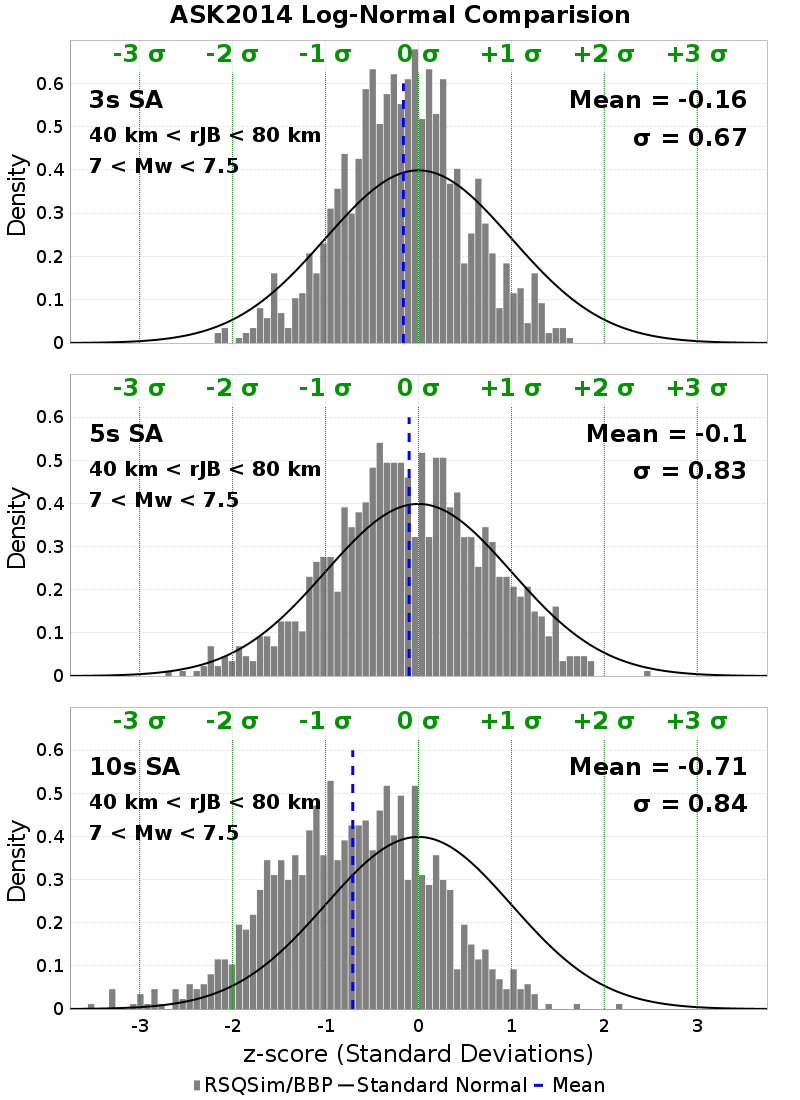 ASK2014 Log-Normal Comparision
-3 σ -2 σ -1 σ 0 σ +1 σ +2 σ +3 σ
0.6
3s SA Mean = -0.16
0.5
40 km < rJB < 80 km σ = 0.67
7 < Mw < 7.5
0.4
0.3
0.2
0.1
0
Density
-3 σ -2 σ -1 σ 0 σ +1 σ +2 σ +3 σ
0.6
5s SA Mean = -0.1
0.5
40 km < rJB < 80 km σ = 0.83
7 < Mw < 7.5
0.4
0.3
0.2
0.1
0
Density
-3 σ -2 σ -1 σ 0 σ +1 σ +2 σ +3 σ
0.6
10s SA Mean = -0.71
0.5
40 km < rJB < 80 km σ = 0.84
7 < Mw < 7.5
0.4
0.3
0.2
0.1
0
Density
-3 -2 -1 0 1 2 3
z-score (Standard Deviations)
RSQSim/BBP Standard Normal Mean